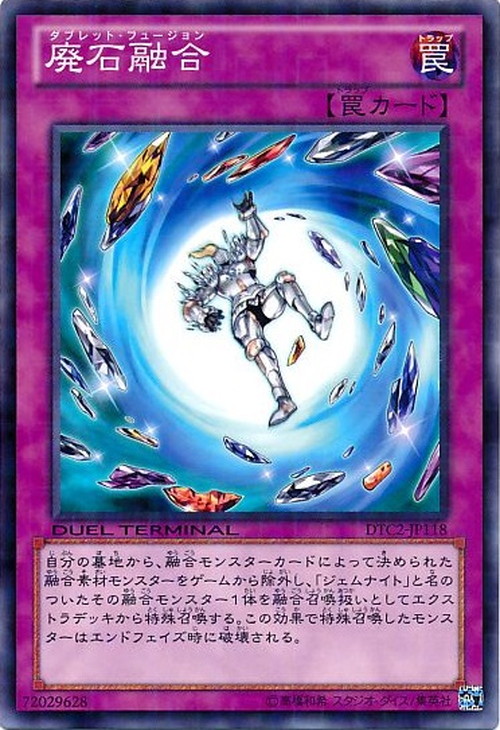 ダブレット・フュージョン
廃石融合
トラップ
罠
トラップ
【罠カード】
DUEL TERMINAL
DTC2-JP118
自分の墓地から、融合モンスターカードによって決められた
融合素材モンスターをゲームから除外し、「ジェムナイト」と名の
ついたその融合モンスター1体を融合召喚扱いとしてエクス
トラデッキから特殊召喚する。この効果で特殊召喚したモンス
ターはエンドフェイズ時に破壊される。
72029628
©高橋和希 スタジオ・ダイス/集英社